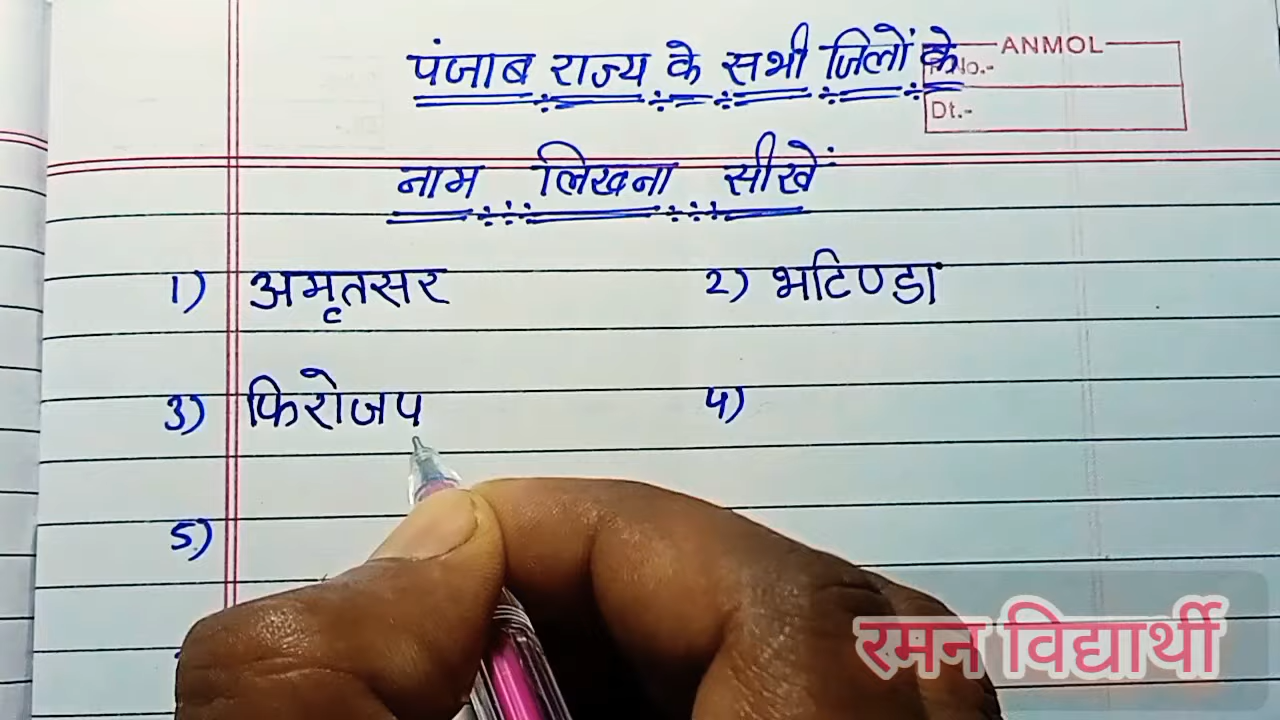 पंजाब राज्य के सभी जिलों के
ANMOL
No.-
Dt.-
नाम लिखना सीखें
1) अमृतसर 2) भटिण्डा
3) फिरोजप 4)
5)
रमन विद्यार्थी